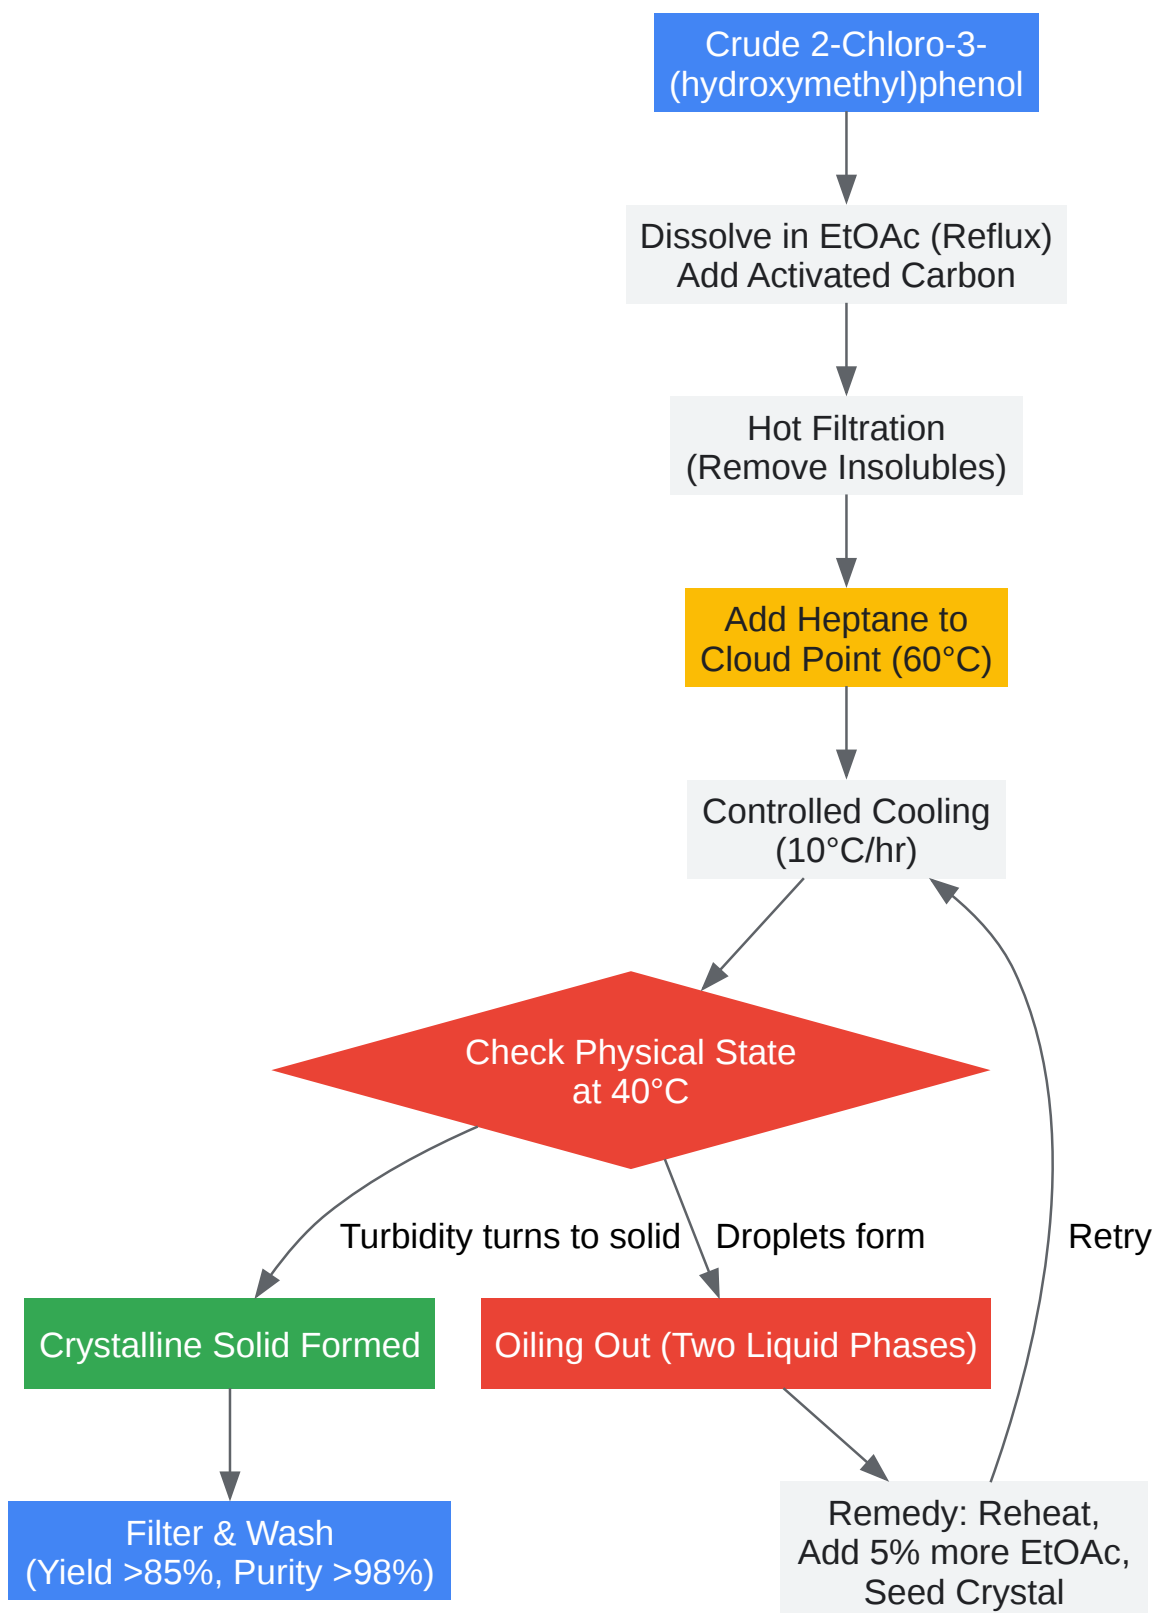 Crude 2-Chloro-3-
(hydroxymethyl)phenol
Dissolve in EtOAc (Reflux)
Add Activated Carbon
Hot Filtration
(Remove Insolubles)
Add Heptane to
Cloud Point (60°C)
Controlled Cooling
(10°C/hr)
Check Physical State
at 40°C
Turbidity turns to solid
Droplets form
Retry
Crystalline Solid Formed
Oiling Out (Two Liquid Phases)
Filter & Wash
(Yield >85%, Purity >98%)
Remedy: Reheat,
Add 5% more EtOAc,
Seed Crystal